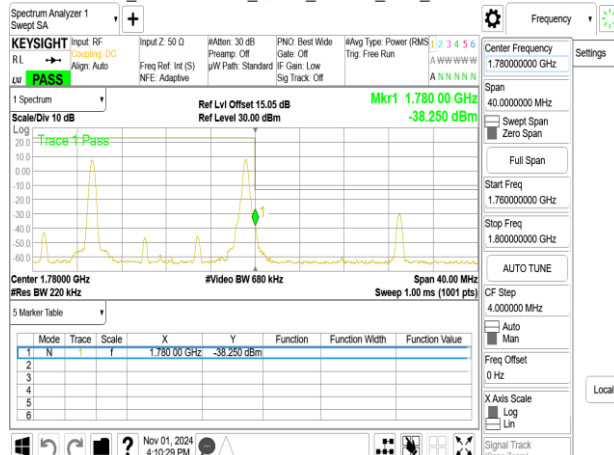 Spectrum Analyzer 1
Swept SA
+
Frequency
KEYSIGHT
RL
LXI
PASS
Input: RF
Coupling: DC
Align: Auto
Input Z: 50 Ω
Freq Ref: Int (S)
NFE: Adaptive
#Atten: 30 dB
Preamp: Off
µW Path: Standard
PNO: Best Wide
Gate: Off
IF Gain: Low
Sig Track: Off
#Avg Type: Power (RMS
Trig: Free Run
1 2 3 4 5 6
A W W W W W
A N N N N N
Center Frequency
1.780000000 GHz
Settings
Span
40.0000000 MHz
Swept Span
Zero Span
Full Span
Start Freq
1.760000000 GHz
Stop Freq
1.800000000 GHz
AUTO TUNE
CF Step
4.000000 MHz
Auto
Man
Freq Offset
0 Hz
X Axis Scale
Log
Lin
Local
Signal Track
1 Spectrum
Scale/Div 10 dB
Ref Lvl Offset 15.05 dB
Ref Level 30.00 dBm
Mkr1 1.780 00 GHz
-38.250 dBm
Log
Trace 1 Pass
20.0
10.0
0.00
-10.0
-20.0
-30.0
-40.0
-50.0
-60.0
1
Center 1.78000 GHz
#Res BW 220 kHz
#Video BW 680 kHz
Span 40.00 MHz
Sweep 1.00 ms (1001 pts)
5 Marker Table
Mode Trace Scale X Y Function Function Width Function Value
1 N 1 f 1.780 00 GHz -38.250 dBm
2
3
4
5
6
?
Nov 01, 2024
4:10:29 PM